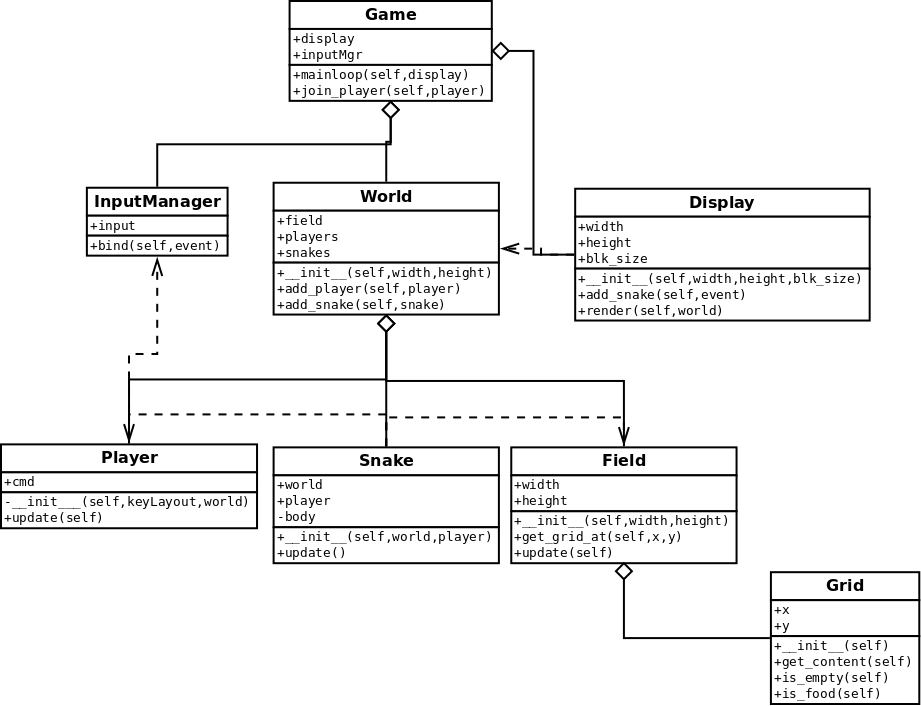 Game
+display
+inputMgr
+mainloop(self,display)
+join_player(self,player)
InputManager
+input
+bind(self,event)
World
+field
+players
+snakes
+__init__(self,width,height)
+add_player(self,player)
+add_snake(self,snake)
Display
+width
+height
+blk_size
+__init__(self,width,height,blk_size)
+add_snake(self,event)
+render(self,world)
Player
+cmd
-__init___(self,keyLayout,world)
+update(self)
Snake
+world
+player
-body
+__init__(self,world,player)
+update()
Field
+width
+height
+__init__(self,width,height)
+get_grid_at(self,x,y)
+update(self)
Grid
+x
+y
+__init__(self)
+get_content(self)
+is_empty(self)
+is_food(self)